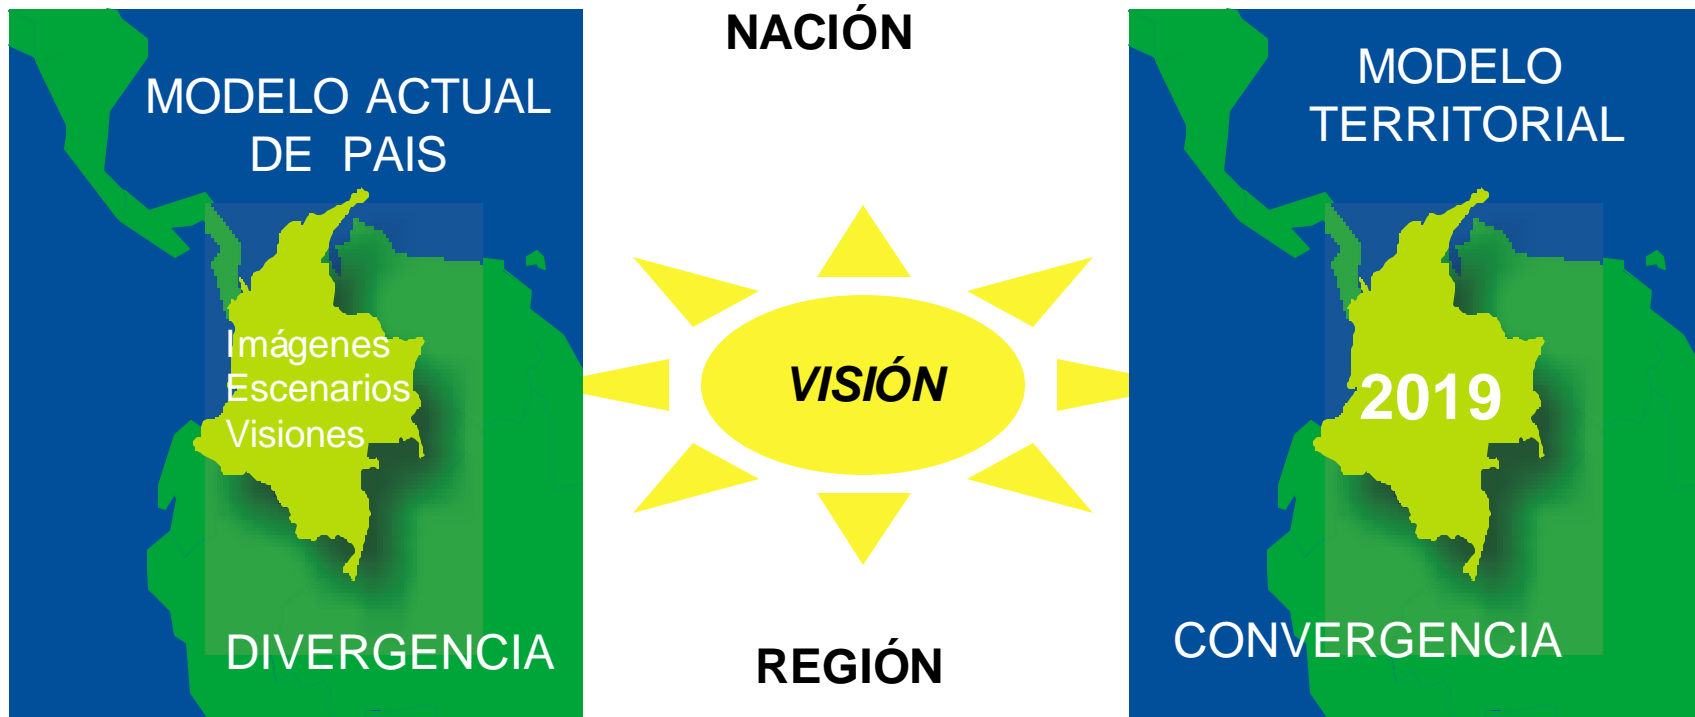 MODELO ACTUAL
DE PAIS
Imágenes
Escenarios
Visiones
DIVERGENCIA
NACIÓN
VISIÓN
REGIÓN
MODELO
TERRITORIAL
2019
CONVERGENCIA